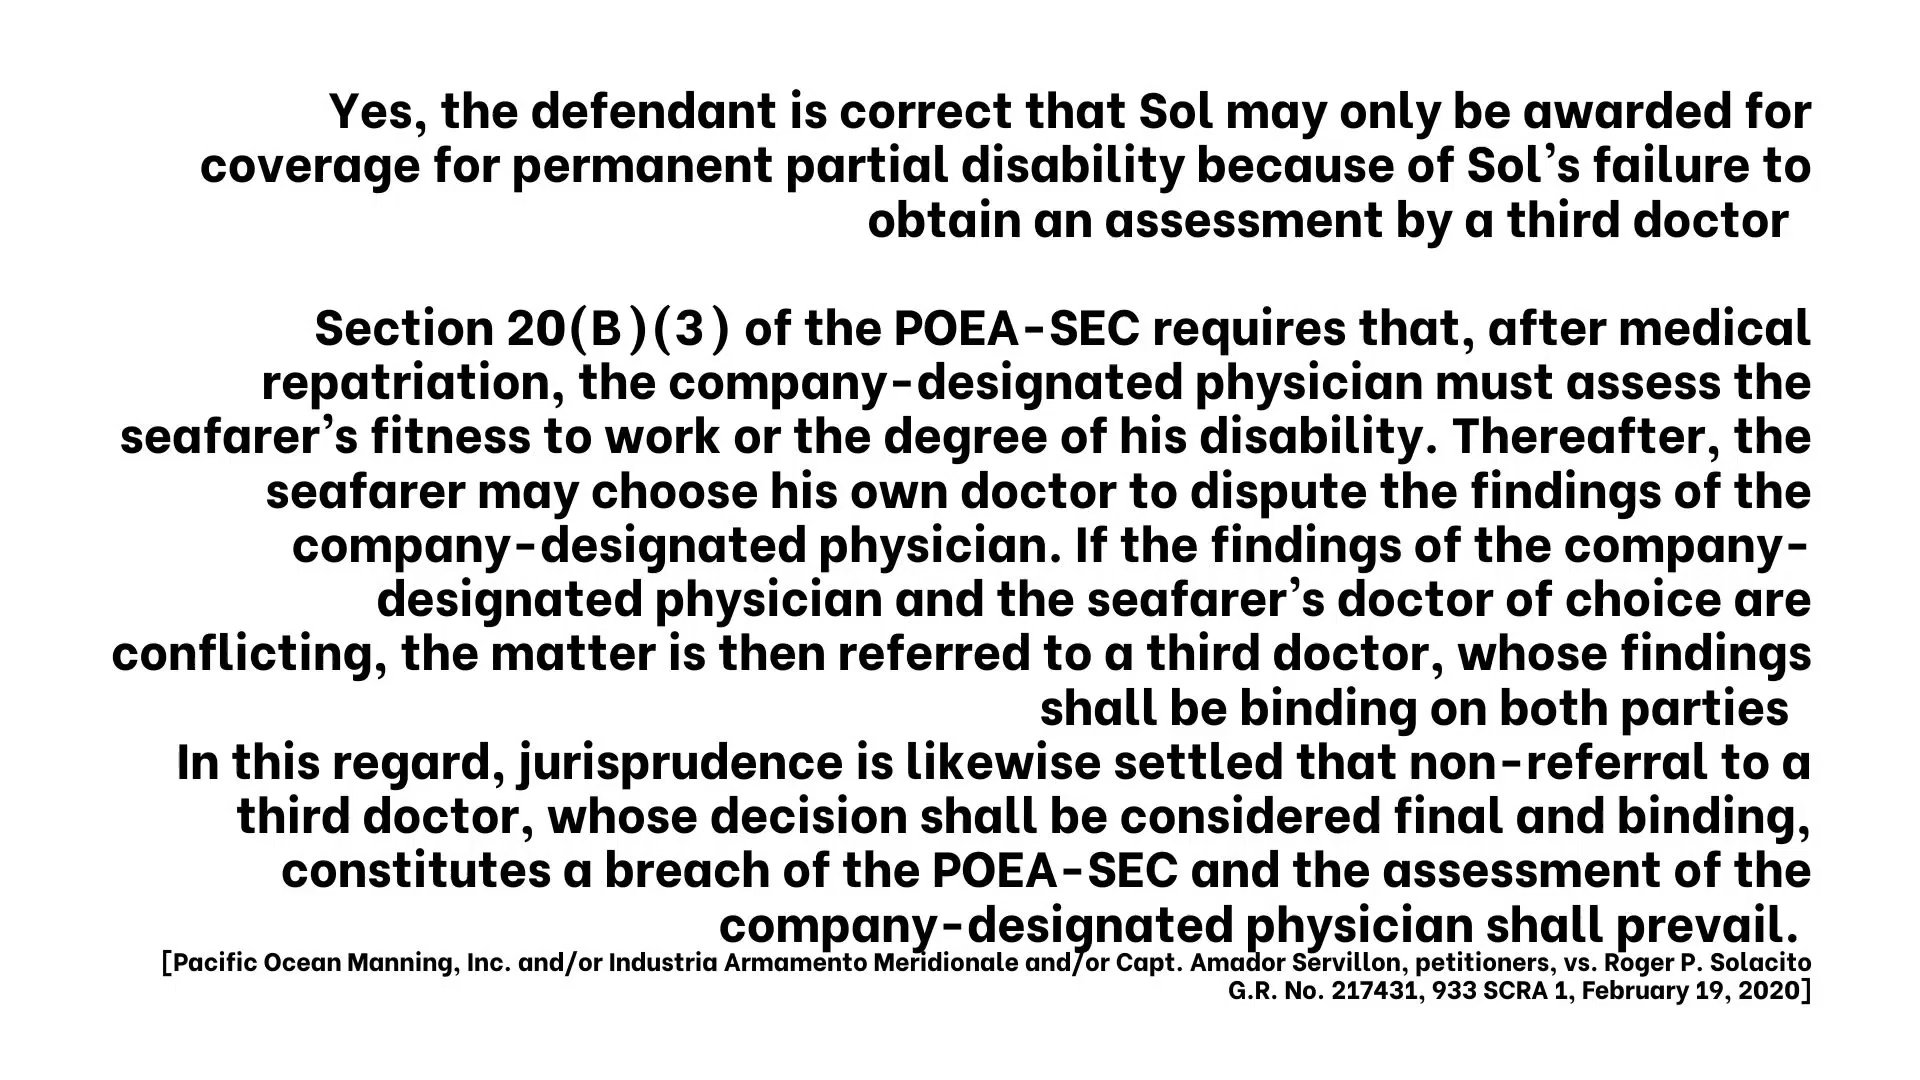 Yes, the defendant is correct that Sol may only be awarded for
coverage for permanent partial disability because of Sol’s failure to
obtain an assessment by a third doctor
Section 20(B)(3) of the POEA-SEC requires that, after medical
repatriation, the company-designated physician must assess the
seafarer’s fitness to work or the degree of his disability. Thereafter, the
seafarer may choose his own doctor to dispute the findings of the
company-designated physician. If the findings of the company-
designated physician and the seafarer’s doctor of choice are
conflicting, the matter is then referred to a third doctor, whose findings
shall be binding on both parties
In this regard, jurisprudence is likewise settled that non-referral to a
third doctor, whose decision shall be considered final and binding,
constitutes a breach of the POEA-SEC and the assessment of the
company-designated physician shall prevail.
[Pacific Ocean Manning, Inc. and/or Industria Armamento Meridionale and/or Capt. Amador Servillon, petitioners, vs. Roger P. Solacito
G.R. No. 217431, 933 SCRA 1, February 19, 2020]